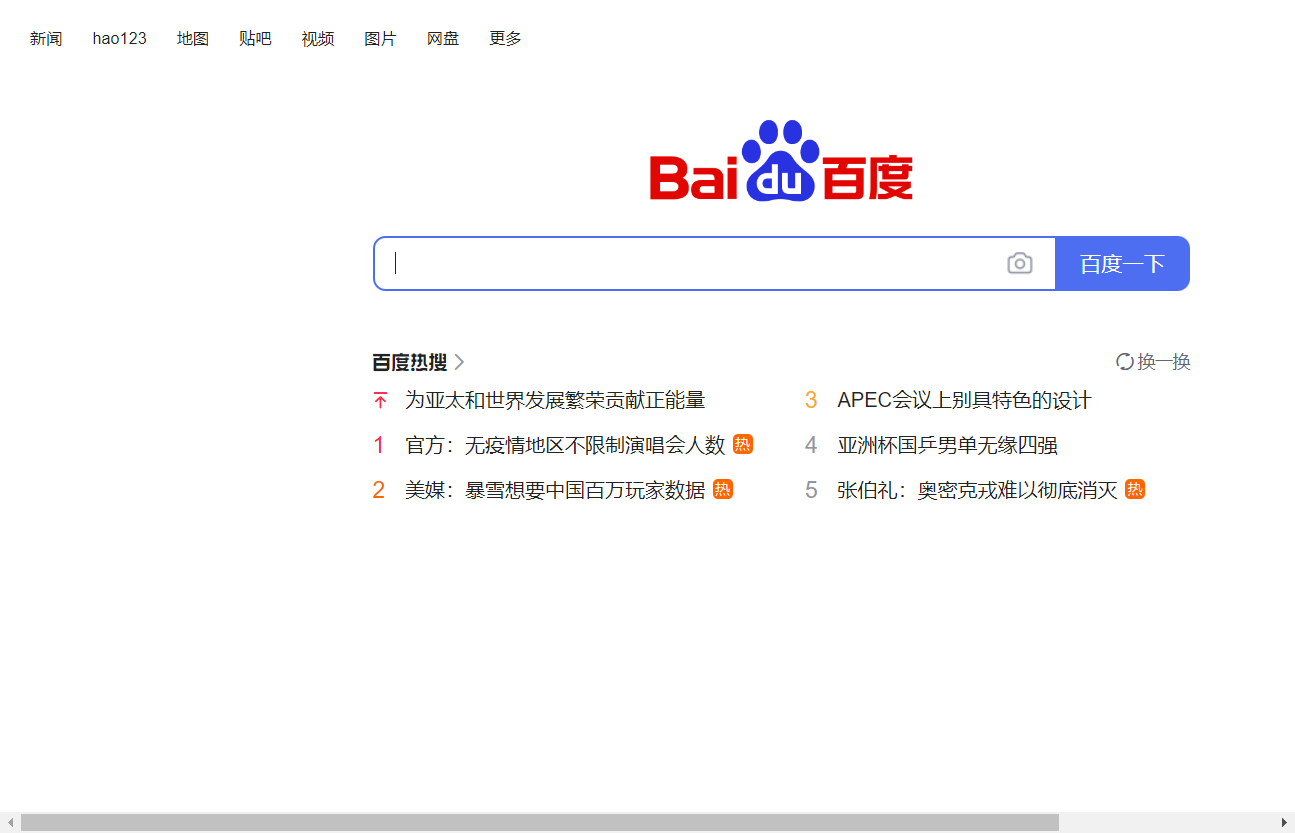 新闻 hao123 地图 贴吧 视频 图片 网盘 更多
Bai du 百度
百度一下
百度热搜 换一换
为亚太和世界发展繁荣贡献正能量
1 官方：无疫情地区不限制演唱会人数 热
2 美媒：暴雪想要中国百万玩家数据 热
3 APEC会议上别具特色的设计
4 亚洲杯国乒男单无缘四强
5 张伯礼：奥密克戎难以彻底消灭 热